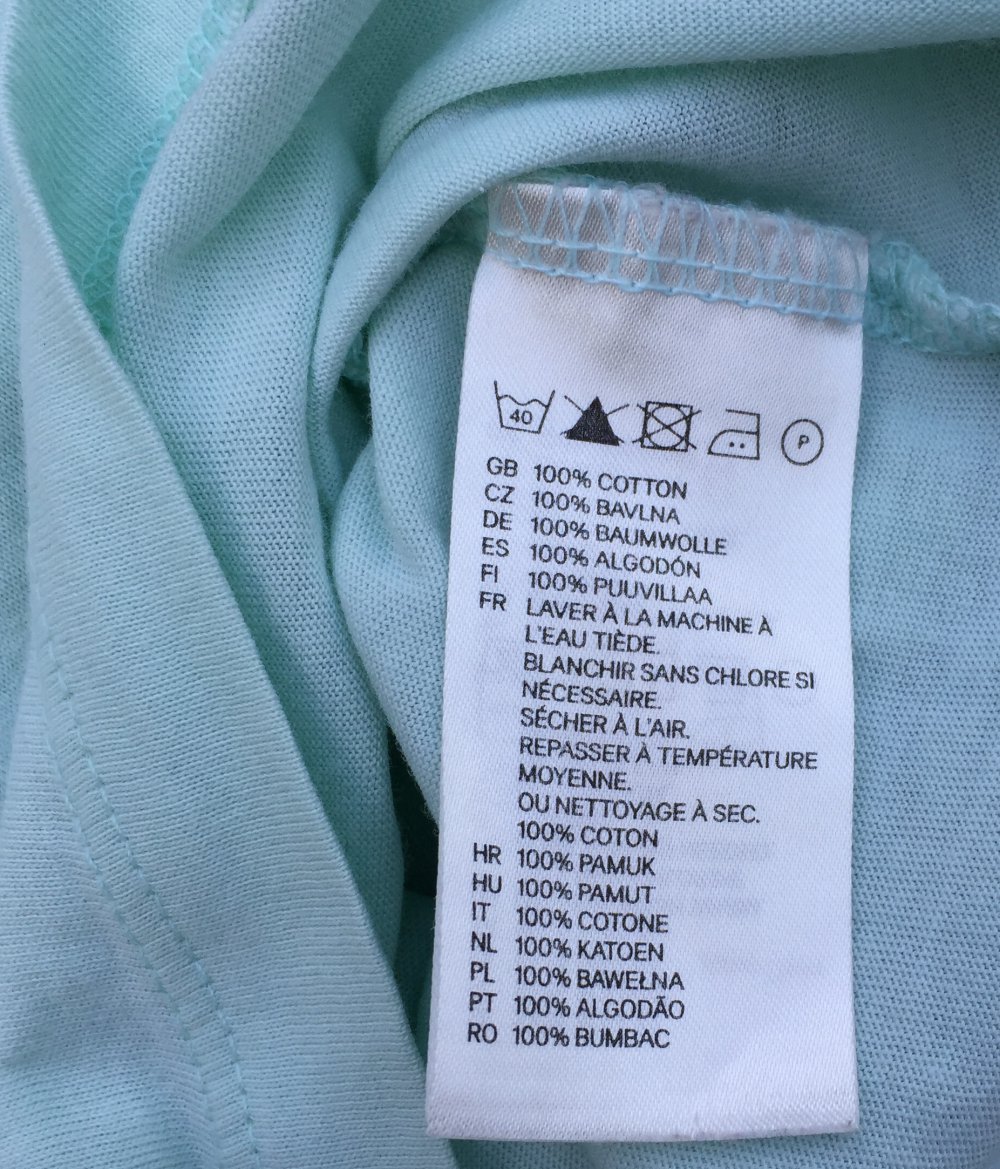 40 P
GB 100% COTTON
CZ 100% BAVLNA
DE 100% BAUMWOLLE
ES 100% ALGODÓN
FI 100% PUUVILLAA
FR LAVER À LA MACHINE À
L'EAU TIÈDE.
BLANCHIR SANS CHLORE SI
NÉCESSAIRE.
SÉCHER À L'AIR.
REPASSER À TEMPÉRATURE
MOYENNE.
OU NETTOYAGE À SEC.
100% COTON
HR 100% PAMUK
HU 100% PAMUT
IT 100% COTONE
NL 100% KATOEN
PL 100% BAWEŁNA
PT 100% ALGODÃO
RO 100% BUMBAC